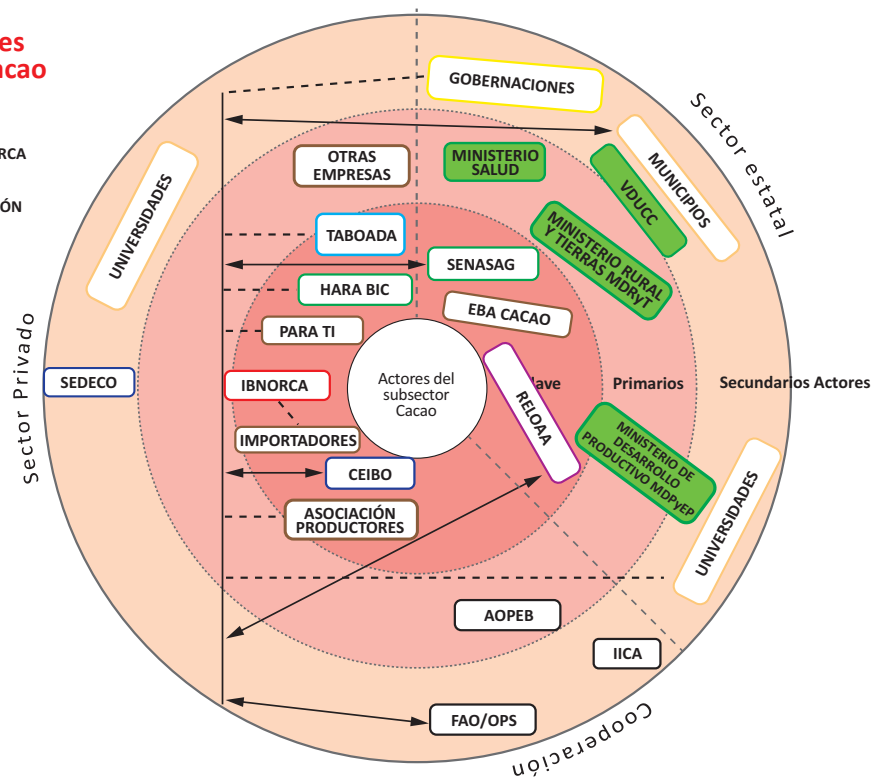 es
acao
RCA
IÓN
GOBERNACIONES
Sector estatal
MUNICIPIOS
VDUCC
MINISTERIO
SALUD
OTRAS
EMPRESAS
UNIVERSIDADES
MINISTERIO RURAL
Y TIERRAS MDRyT
TABOADA
SENASAG
HARA BIC
EBA CACAO
PARA TI
Sector Privado
SEDECO
IBNORCA
Actores del
subsector
Cacao
RELOAA
lave
Primarios
Secundarios Actores
IMPORTADORES
CEIBO
MINISTERIO DE
DESARROLLO
PRODUCTIVO MDPyEP
UNIVERSIDADES
ASOCIACIÓN
PRODUCTORES
AOPEB
IICA
FAO/OPS
Cooperación